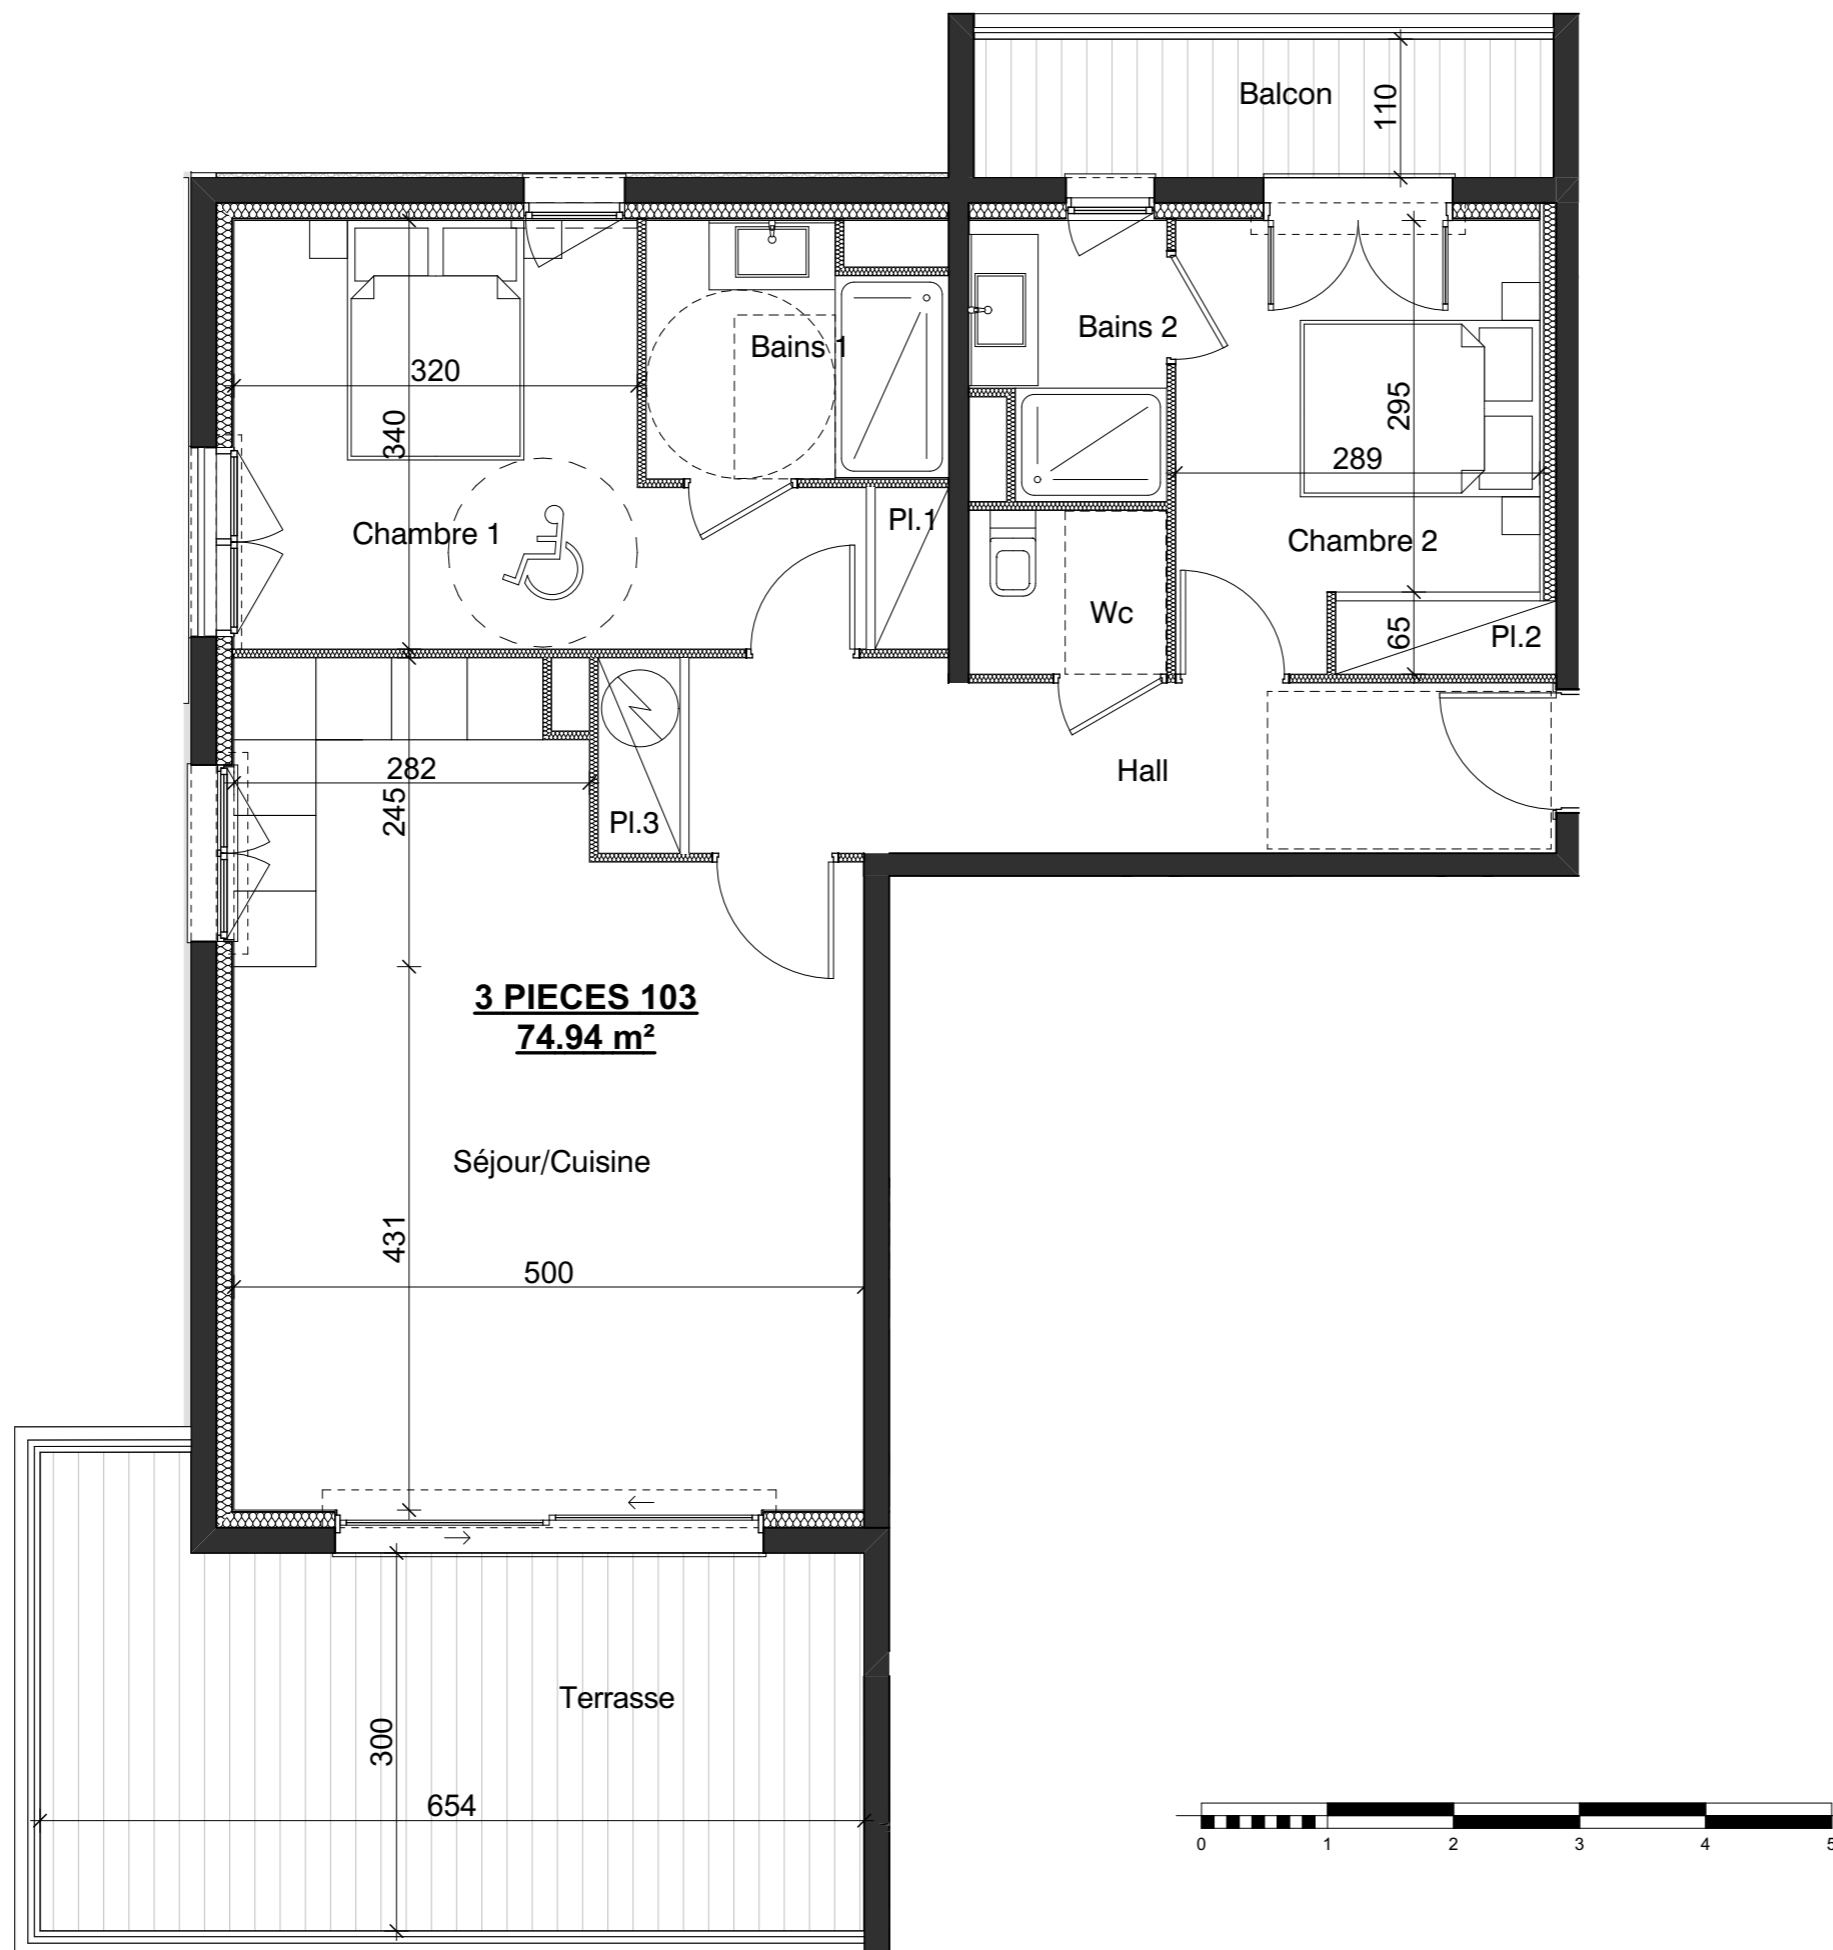 Balcon
110
Bains 1
Bains 2
320
340
295
289
Chambre 1
Pl.1
Chambre 2
Wc
65
Pl.2
282
245
Pl.3
Hall
3 PIECES 103
74.94 m²
Séjour/Cuisine
431
500
Terrasse
300
654
0 1 2 3 4 5